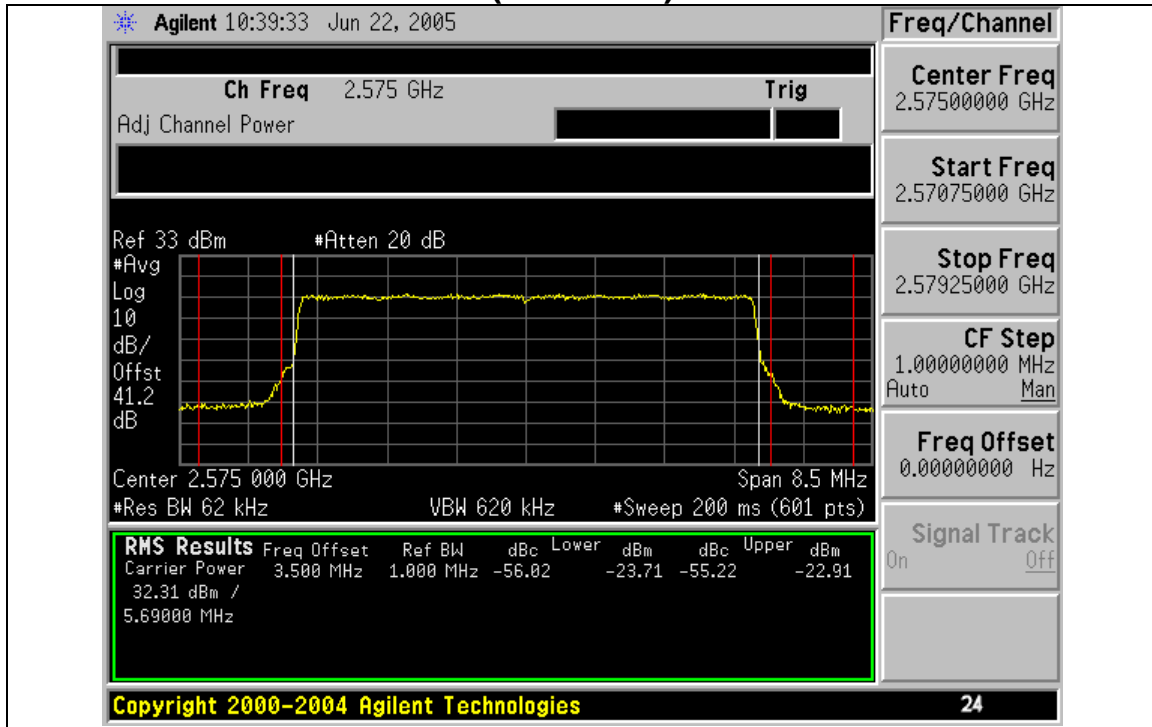 Agilent 10:39:33 Jun 22, 2005
Freq/Channel
Ch Freq 2.575 GHz Trig
Adj Channel Power
Center Freq
2.57500000 GHz
Start Freq
2.57075000 GHz
Stop Freq
2.57925000 GHz
CF Step
1.00000000 MHz
Auto Man
Freq Offset
0.00000000 Hz
Signal Track
On Off
Ref 33 dBm #Atten 20 dB
#Avg
Log
10
dB/
Offst
41.2
dB
Center 2.575 000 GHz Span 8.5 MHz
#Res BW 62 kHz VBW 620 kHz #Sweep 200 ms (601 pts)
RMS Results Freq Offset Ref BW dBc Lower dBm dBc Upper dBm
Carrier Power 3.500 MHz 1.000 MHz -56.02 -23.71 -55.22 -22.91
32.31 dBm /
5.69000 MHz
Copyright 2000-2004 Agilent Technologies
24